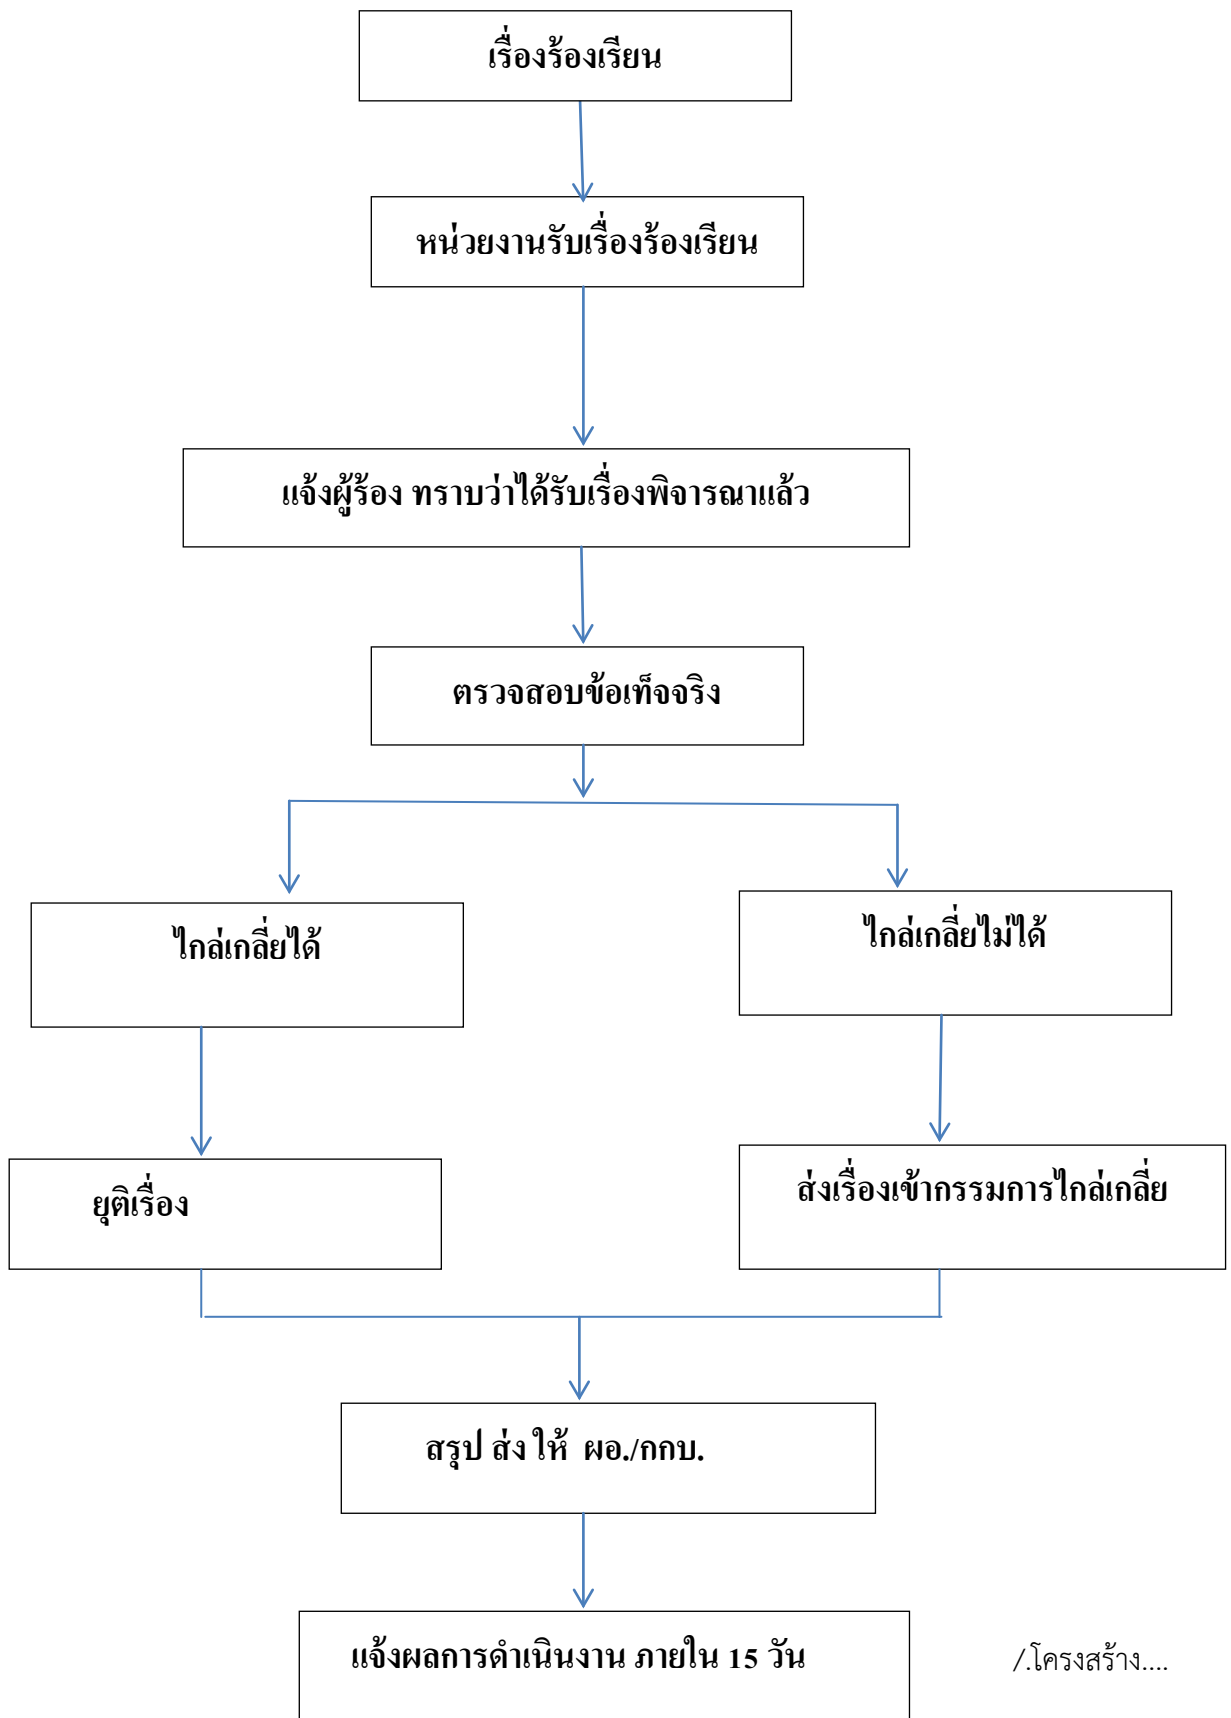 เรื่องร้องเรียน
หน่วยงานรับเรื่องร้องเรียน
แจ้งผู้ร้อง ทราบว่าได้รับเรื่องพิจารณาแล้ว
ตรวจสอบข้อเท็จจริง
ไกล่เกลี่ยได้
ไกล่เกลี่ยไม่ได้
ยุติเรื่อง
ส่งเรื่องเข้ากรรมการไกล่เกลี่ย
สรุป ส่ง ให้ ผอ./กกบ.
แจ้งผลการดำเนินงาน ภายใน 15 วัน
/.โครงสร้าง....